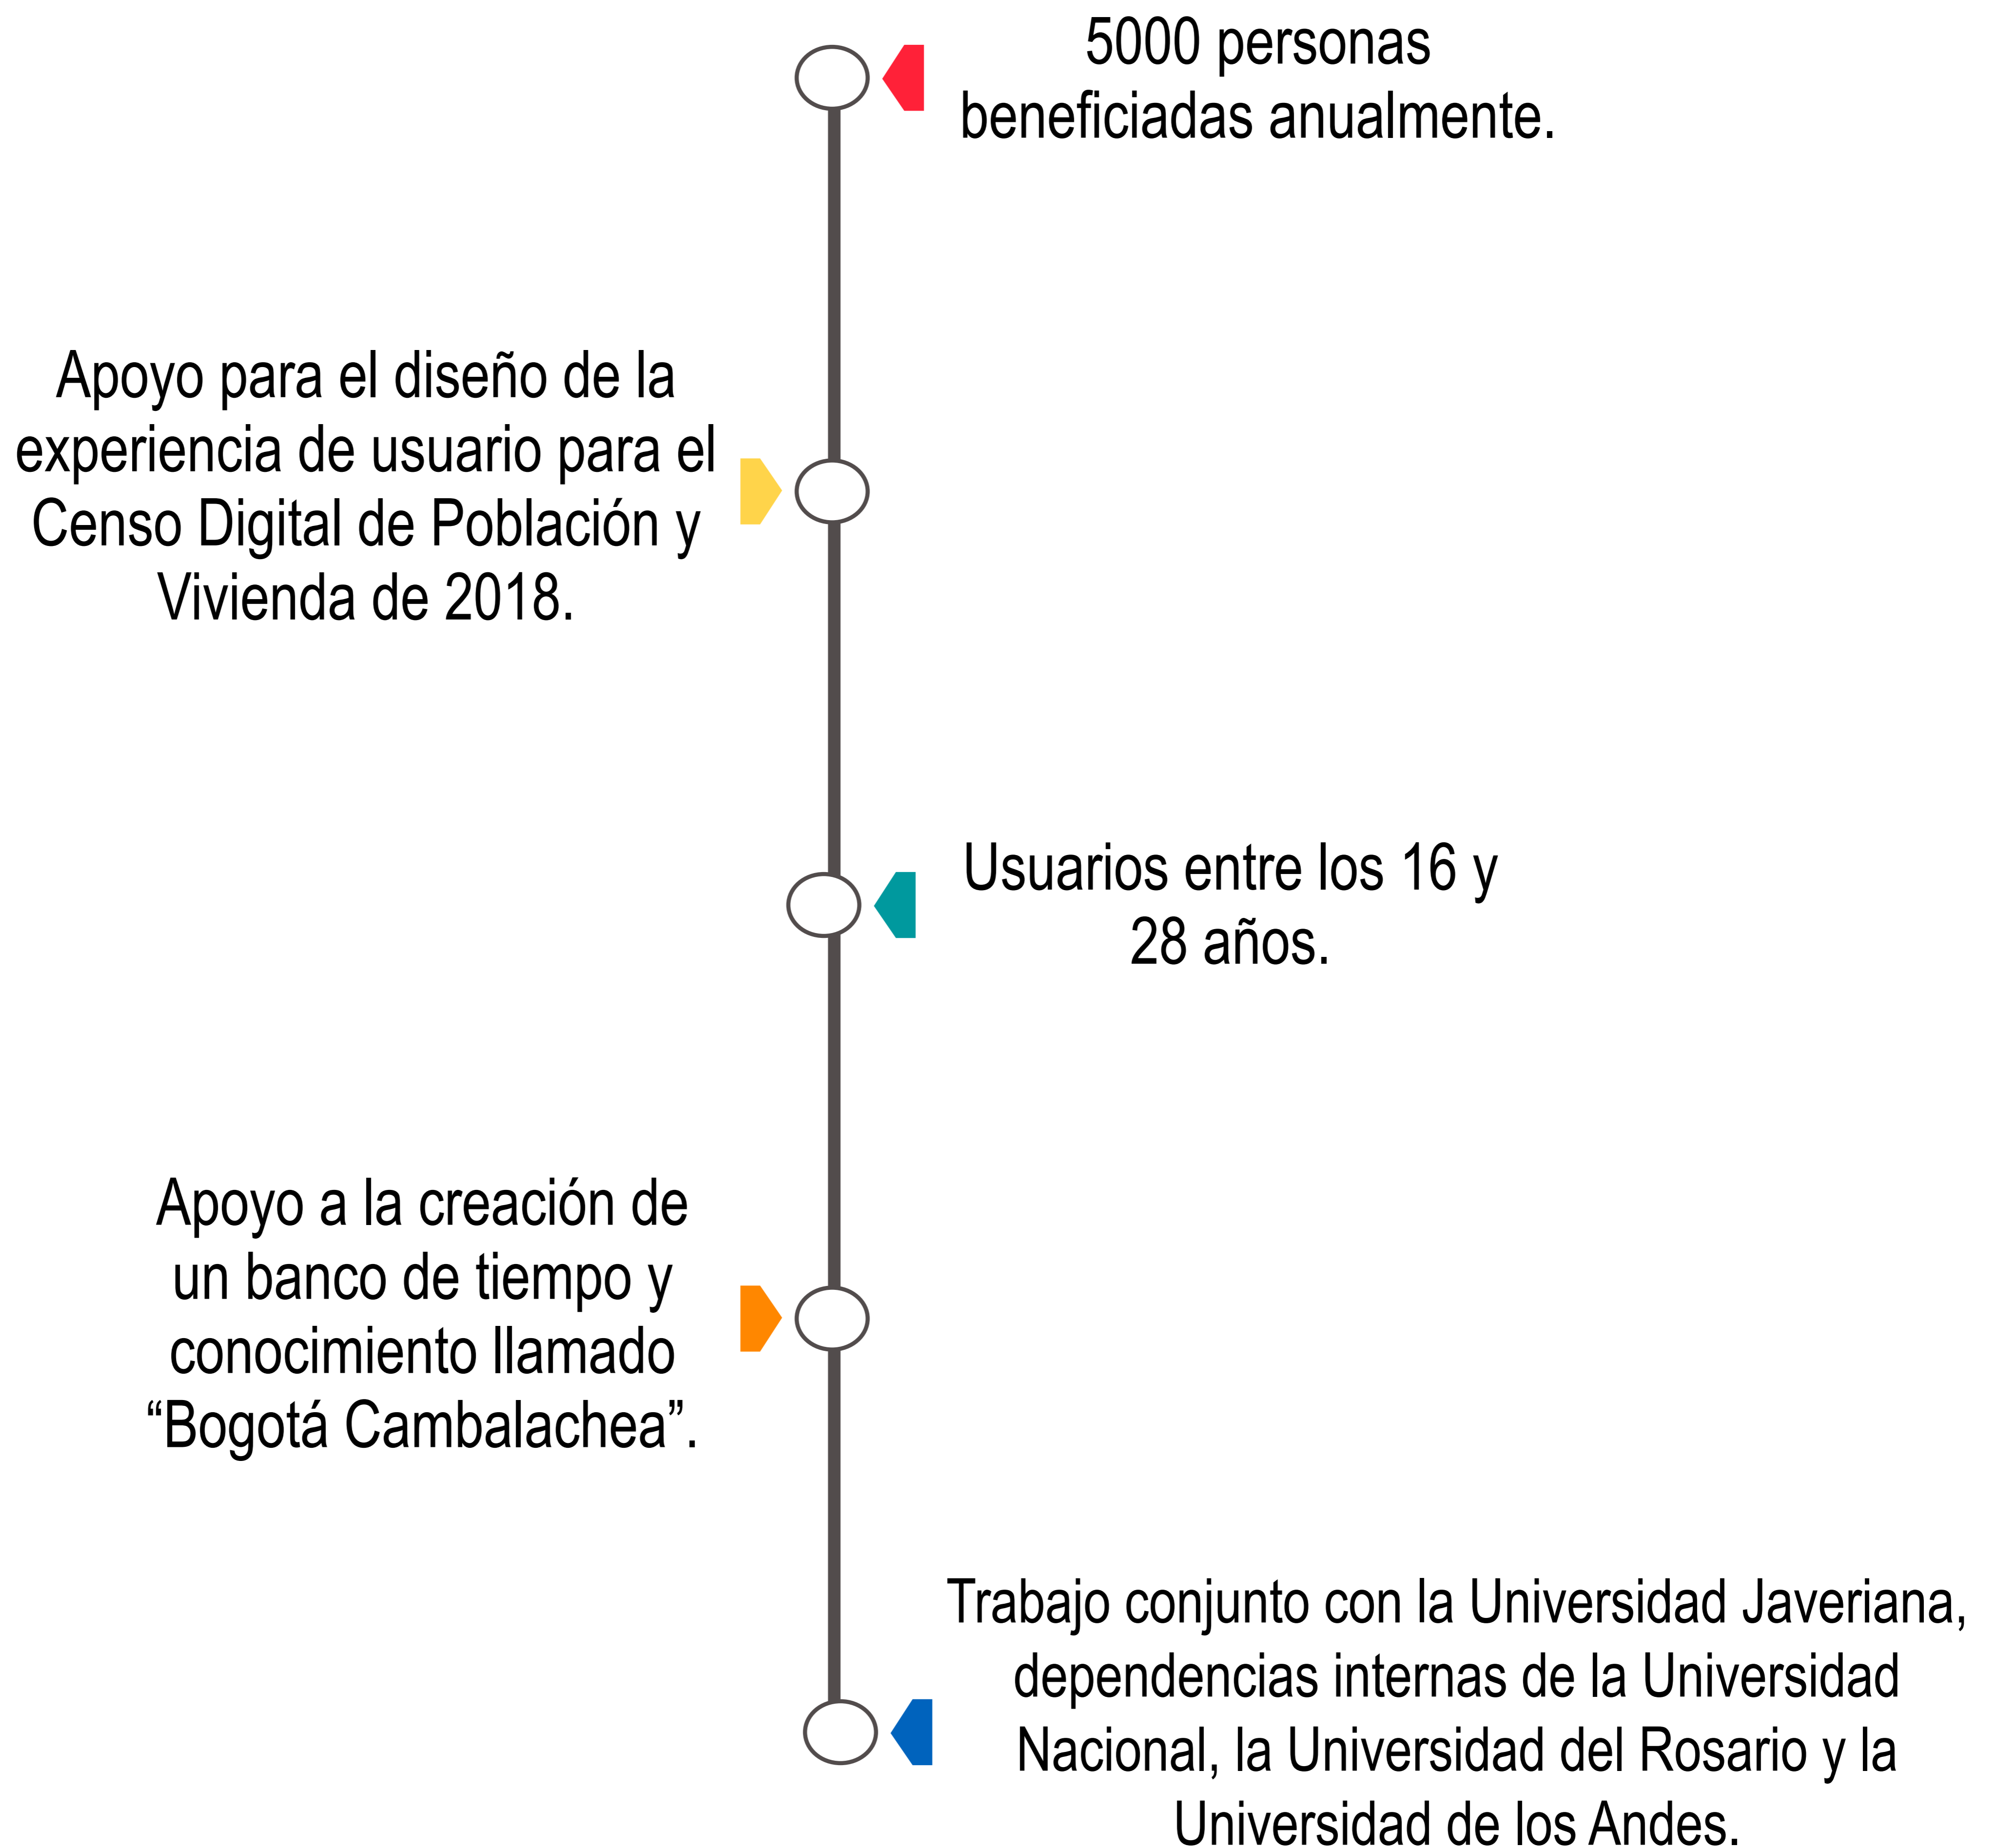 5000 personas
beneficiadas anualmente.
Apoyo para el diseño de la
experiencia de usuario para el
Censo Digital de Población y
Vivienda de 2018.
Usuarios entre los 16 y
28 años.
Apoyo a la creación de
un banco de tiempo y
conocimiento llamado
“Bogotá Cambalachea”.
Trabajo conjunto con la Universidad Javeriana,
dependencias internas de la Universidad
Nacional, la Universidad del Rosario y la
Universidad de los Andes.